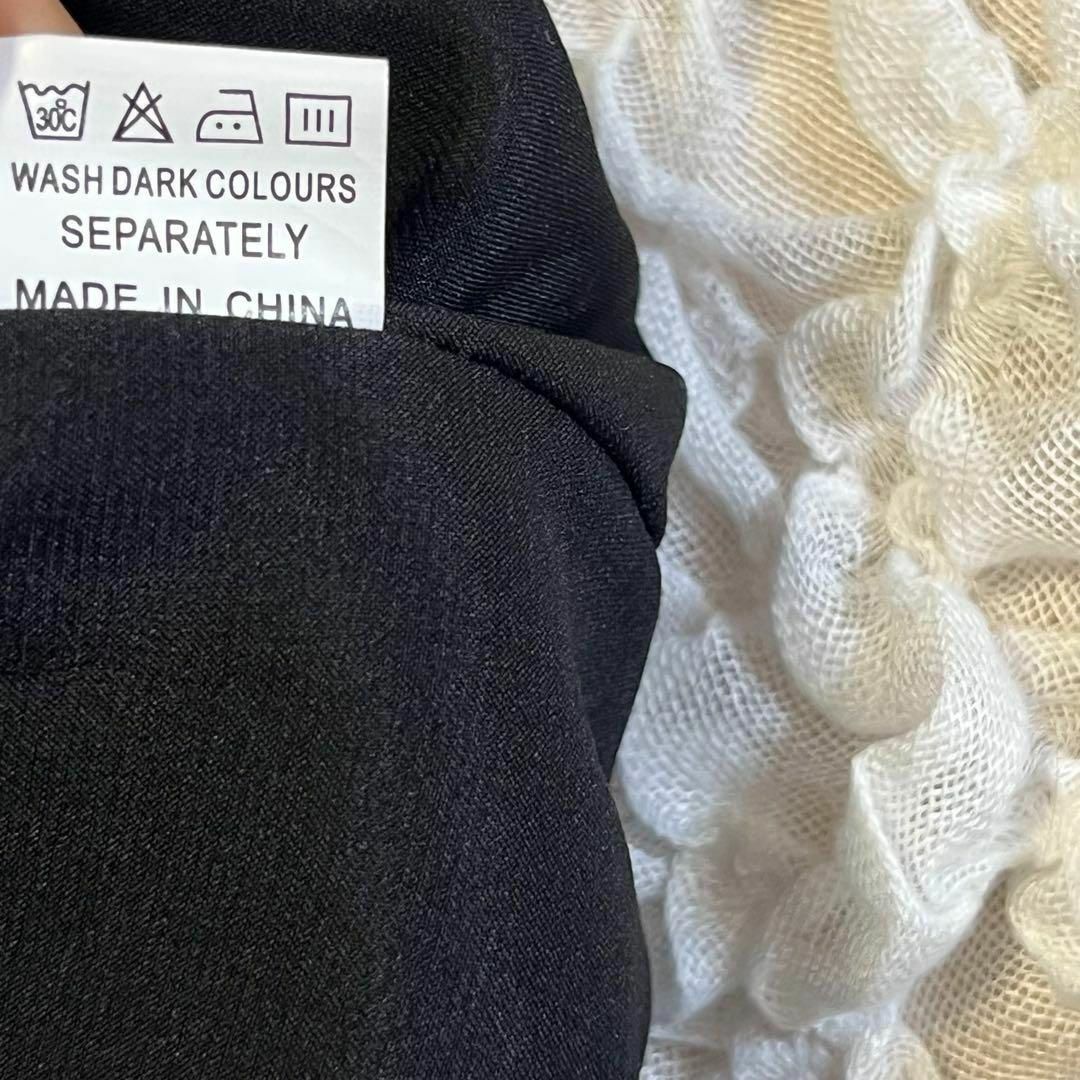 30°C
WASH DARK COLOURS
SEPARATELY
MADE IN CHINA